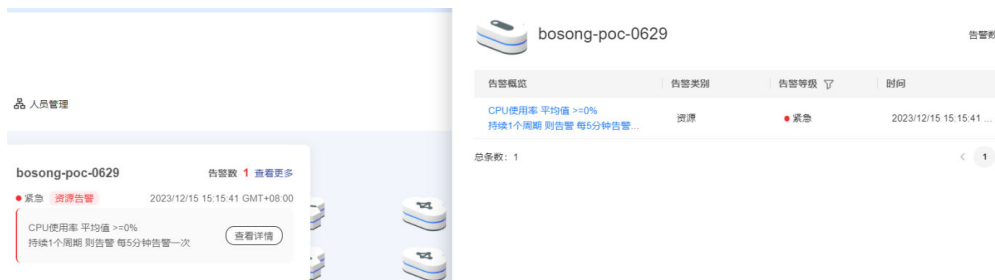 人员管理
bosong-poc-0629
告警数 1 查看更多
紧急 资源告警 2023/12/15 15:15:41 GMT+08:00
CPU使用率 平均值 >=0%
持续1个周期 则告警 每5分钟告警一次
查看详情
bosong-poc-0629
告警数
告警概览 告警类别 告警等级 时间
CPU使用率 平均值 >=0%
持续1个周期 则告警 每5分钟告警...
资源 紧急 2023/12/15 15:15:41 ...
总条数: 1
< 1